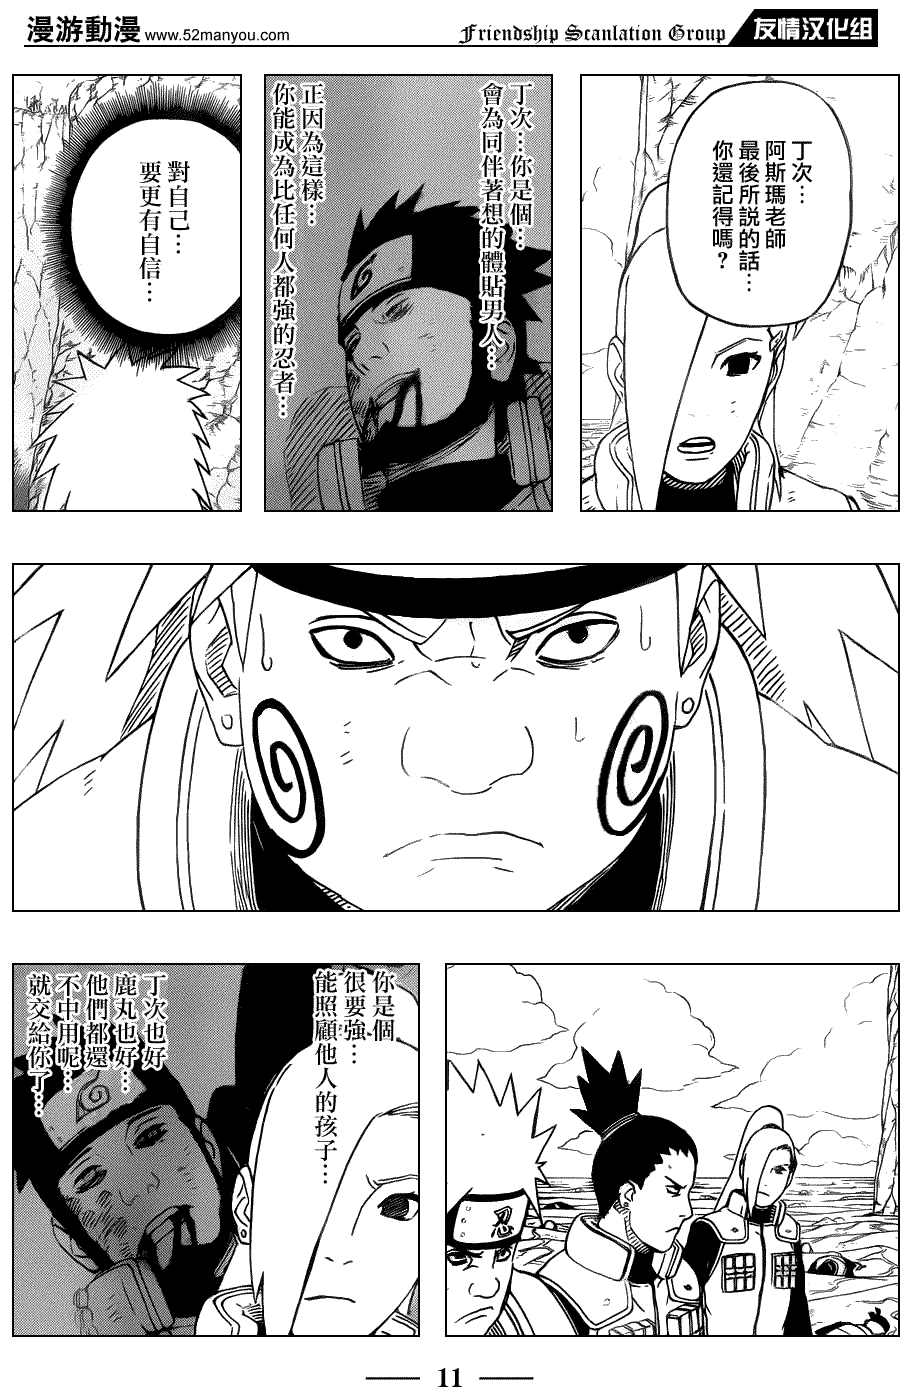 漫游動漫 www.52manyou.com
Friendship Scanlation Group
友情汉化组
丁次…
阿斯瑪老師
最後所說的話…
你還記得嗎?
丁次…你是個…
會為同伴著想的體貼男人…
正因為這樣…
你能成為比任何人都強的忍者…
對自己…
要更有自信…
忍
你是個
很要強…
能照顧他人的孩子…
丁次也好
鹿丸也好…
他們都還
不中用呢…
就交給你了…
11